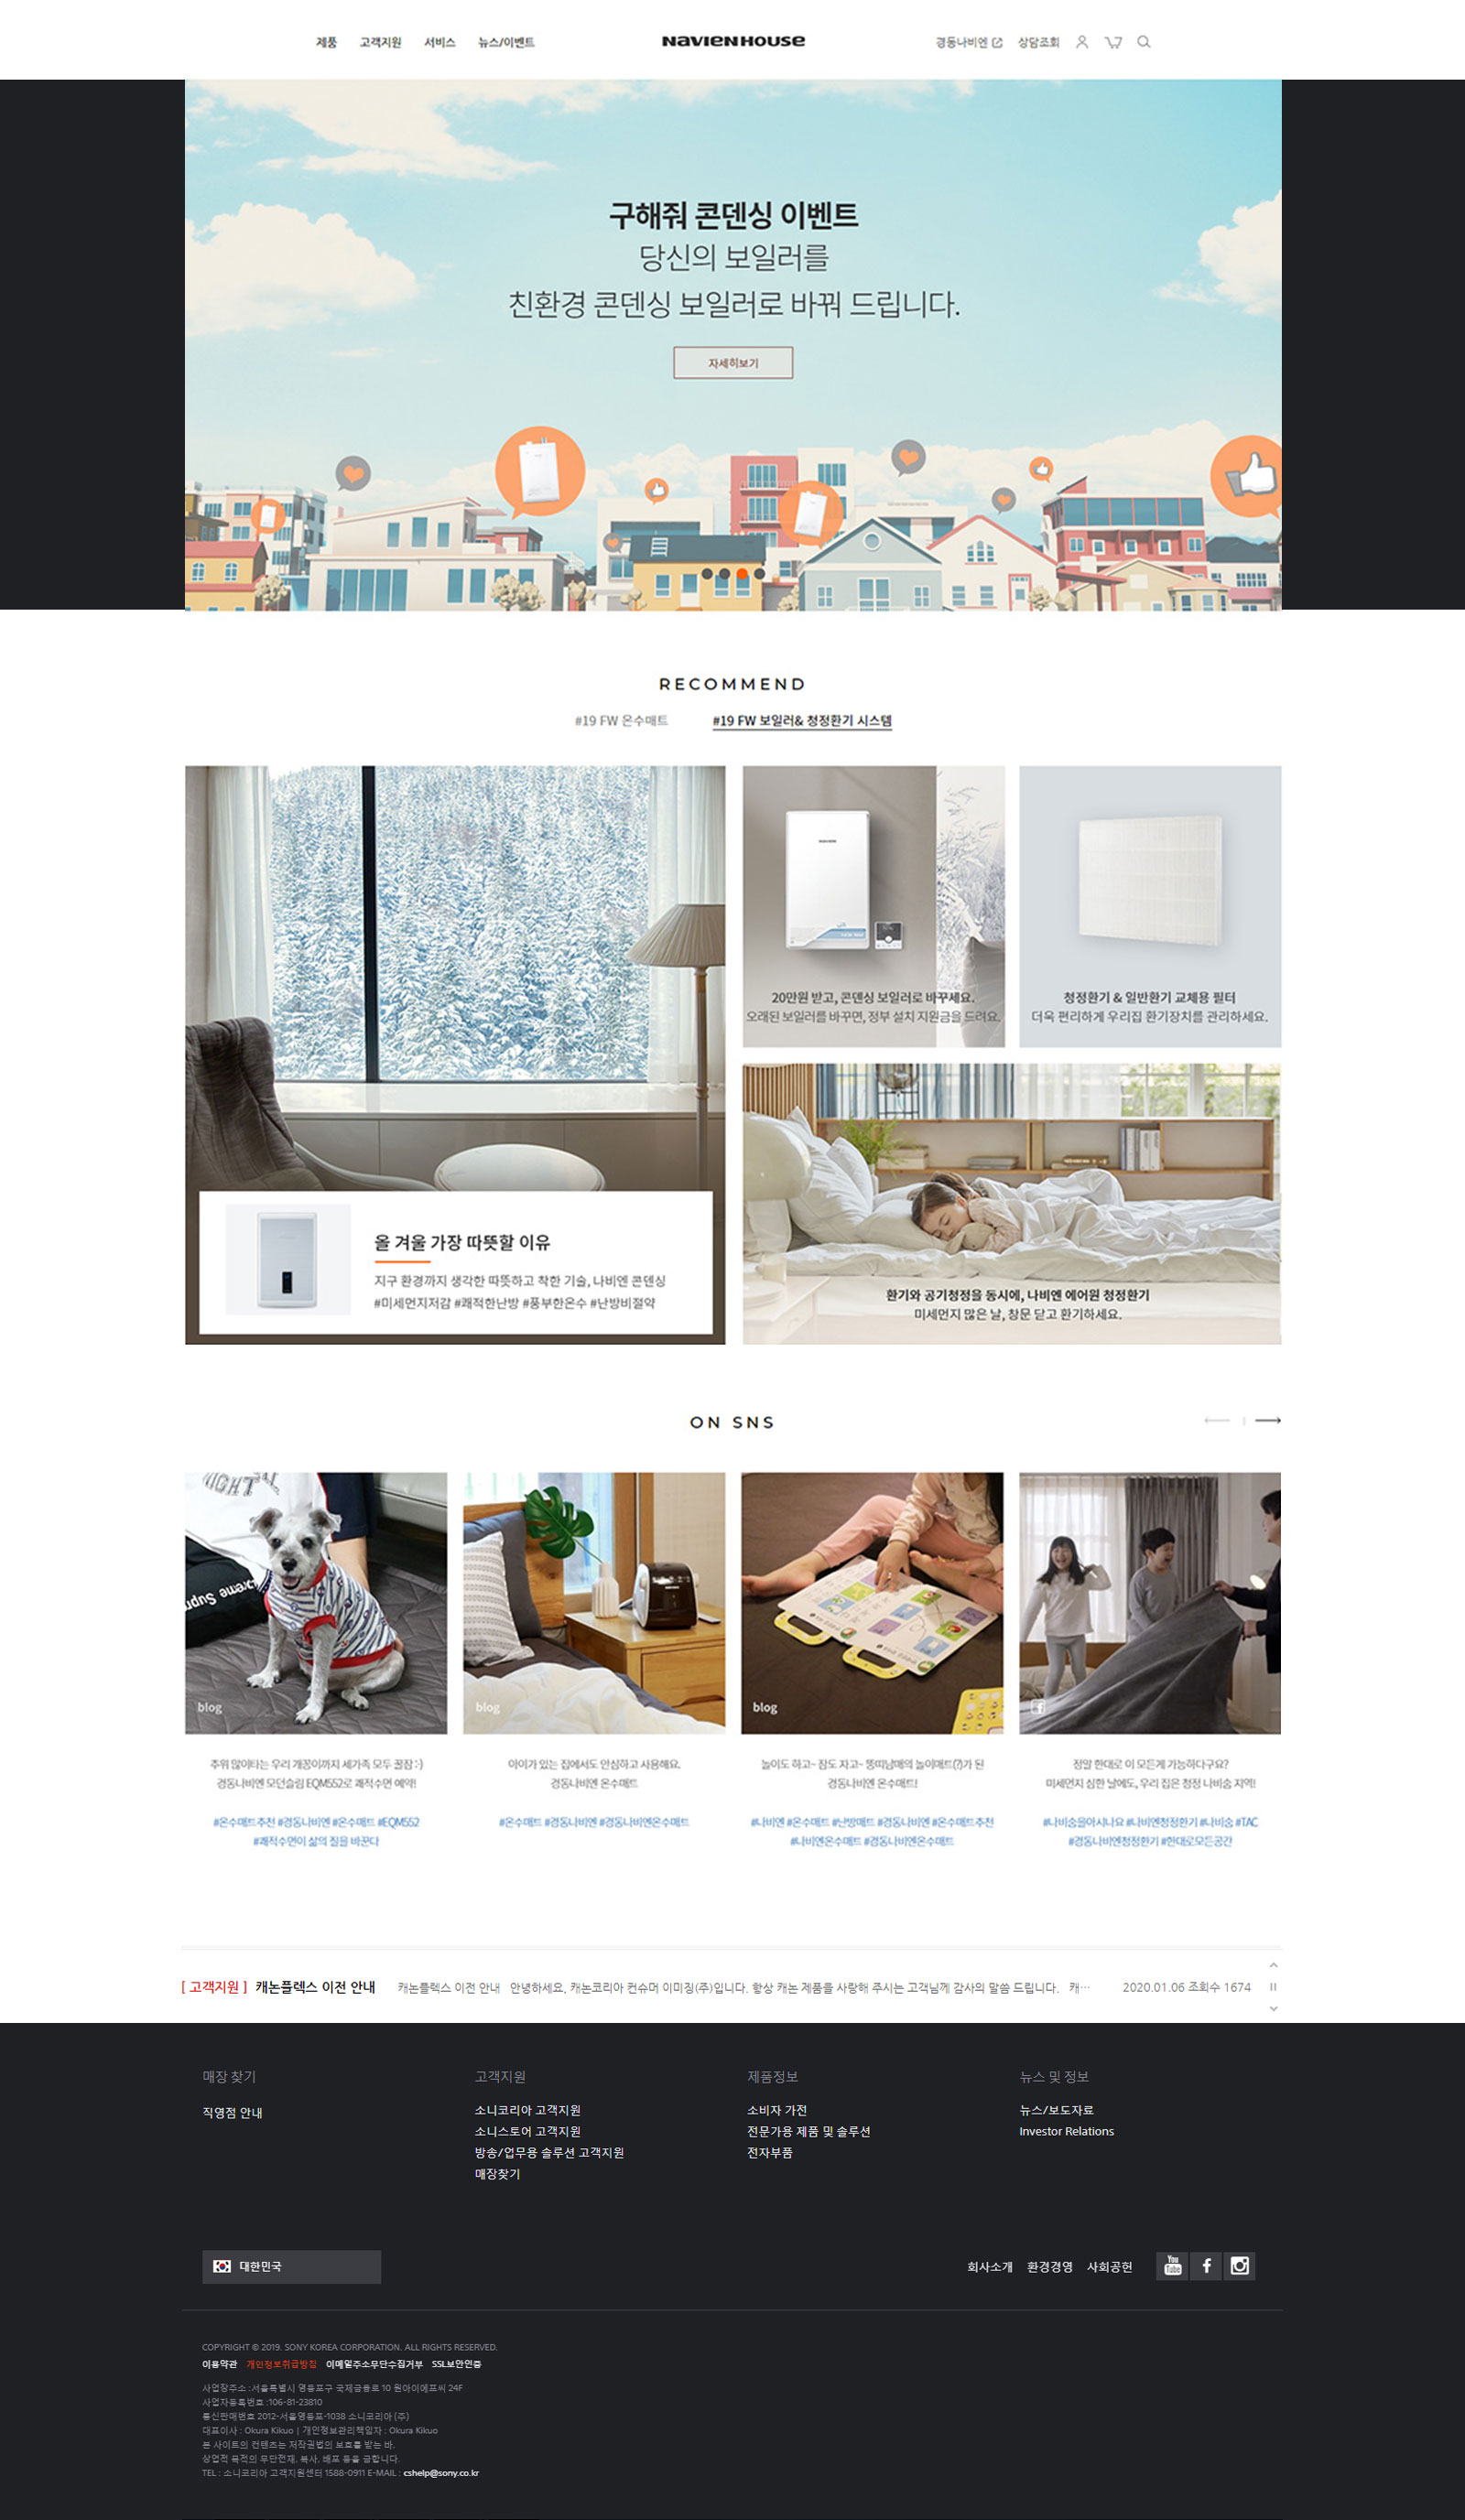 제품 고객지원 서비스 뉴스/이벤트 NAVIEN HOUSE 경동나비엔 상담조회
구해줘 콘덴싱 이벤트
당신의 보일러를
친환경 콘덴싱 보일러로 바꿔 드립니다.
자세히보기
RECOMMEND
#19 FW 온수매트 #19 FW 보일러& 청정환기 시스템
20만원 받고, 콘덴싱 보일러로 바꾸세요.
오래된 보일러를 바꾸면, 정부 설치 지원금을 드려요.
청정환기 & 일반환기 교체용 필터
더욱 편리하게 우리집 환기장치를 관리하세요.
올 겨울 가장 따뜻할 이유
지구 환경까지 생각한 따뜻하고 착한 기술, 나비엔 콘덴싱
#미세먼지저감 #쾌적한난방 #풍부한온수 #난방비절약
환기와 공기청정을 동시에, 나비엔 에어원 청정환기
미세먼지 많은 날, 창문 닫고 환기하세요.
ON SNS
blog
blog
blog
추위 많이타는 우리 개꿍이까지 세가족 모두 꿀잠 :-)
경동나비엔 모던슬림 EQM552로 쾌적수면 예약!
#온수매트추천 #경동나비엔 #온수매트 #EQM552
#쾌적수면이 삶의 질을 바꾼다
아이가 있는 집에서도 안심하고 사용해요.
경동나비엔 온수매트
#온수매트 #경동나비엔 #경동나비엔온수매트
놀이도 하고~ 잠도 자고~ 뚱띠남매의 놀이매트(?)가 된
경동나비엔 온수매트!
#나비엔 #온수매트 #난방매트 #경동나비엔 #온수매트추천
#나비엔온수매트 #경동나비엔온수매트
정말 한대로 이 모든게 가능하다구요?
미세먼지 심한 날에도, 우리 집은 청정 나비숨 지역!
#나비숨을아시나요 #나비엔청정환기 #나비숨 #TAC
#경동나비엔청정환기 #한대로모든공간
[ 고객지원 ] 캐논플렉스 이전 안내 캐논플렉스 이전 안내 안녕하세요, 캐논코리아 컨슈머 이미징(주)입니다. 항상 캐논 제품을 사랑해 주시는 고객님께 감사의 말씀 드립니다. 캐… 2020.01.06 조회수 1674
매장 찾기
직영점 안내
고객지원
소니코리아 고객지원
소니스토어 고객지원
방송/업무용 솔루션 고객지원
매장찾기
제품정보
소비자 가전
전문가용 제품 및 솔루션
전자부품
뉴스 및 정보
뉴스/보도자료
Investor Relations
대한민국
회사소개 환경경영 사회공헌 You Tube
COPYRIGHT © 2019. SONY KOREA CORPORATION. ALL RIGHTS RESERVED.
이용약관 개인정보취급방침 이메일주소무단수집거부 SSL보안인증
사업장주소 :서울특별시 영등포구 국제금융로 10 원아이에프씨 24F
사업자등록번호 :106-81-23810
통신판매번호 2012-서울영등포-1038 소니코리아 (주)
대표이사 : Okura Kikuo | 개인정보관리책임자 : Okura Kikuo
본 사이트의 컨텐츠는 저작권법의 보호를 받는 바,
상업적 목적의 무단전재, 복사, 배포 등을 금합니다.
TEL : 소니코리아 고객지원센터 1588-0911 E-MAIL : cshelp@sony.co.kr